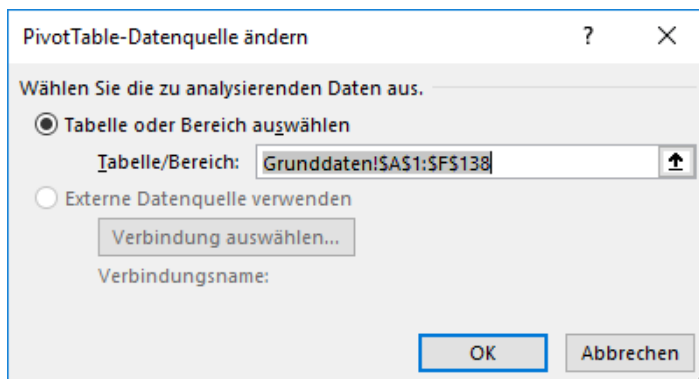 PivotTable-Datenquelle ändern ?
Wählen Sie die zu analysierenden Daten aus.
Tabelle oder Bereich auswählen
Tabelle/Bereich: Grunddaten!$A$1:$F$138
Externe Datenquelle verwenden
Verbindung auswählen...
Verbindungsname:
OK Abbrechen